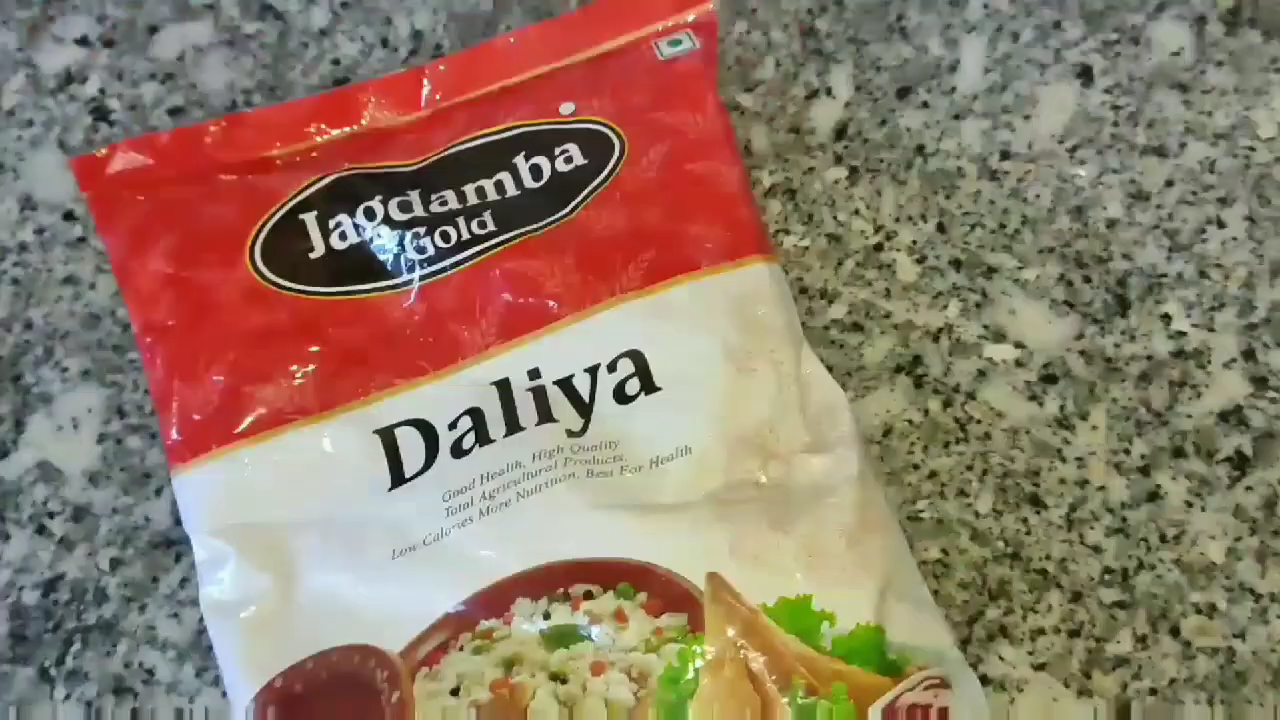 Jagdamba
Gold
Daliya
Good Health, High Quality
Total Agricultural Products,
Low Calories More Nutrition, Best For Health